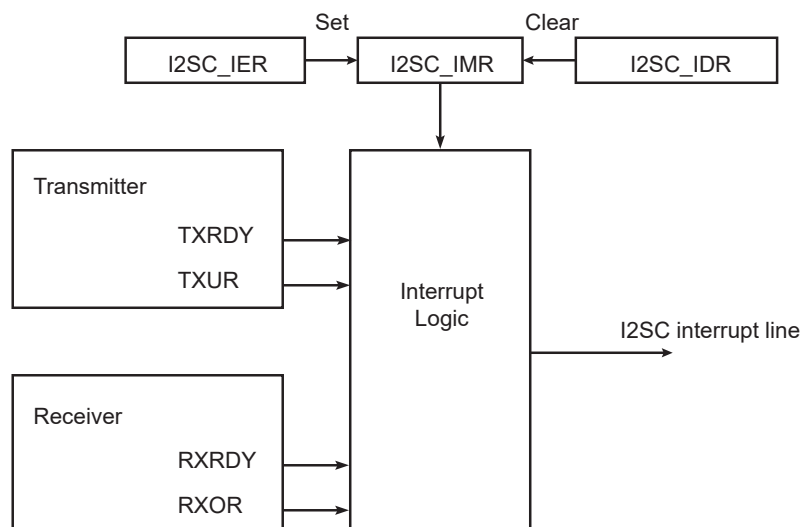 Set
Clear
I2SC_IER
I2SC_IMR
I2SC_IDR
Transmitter
TXRDY
TXUR
Interrupt
Logic
I2SC interrupt line
Receiver
RXRDY
RXOR